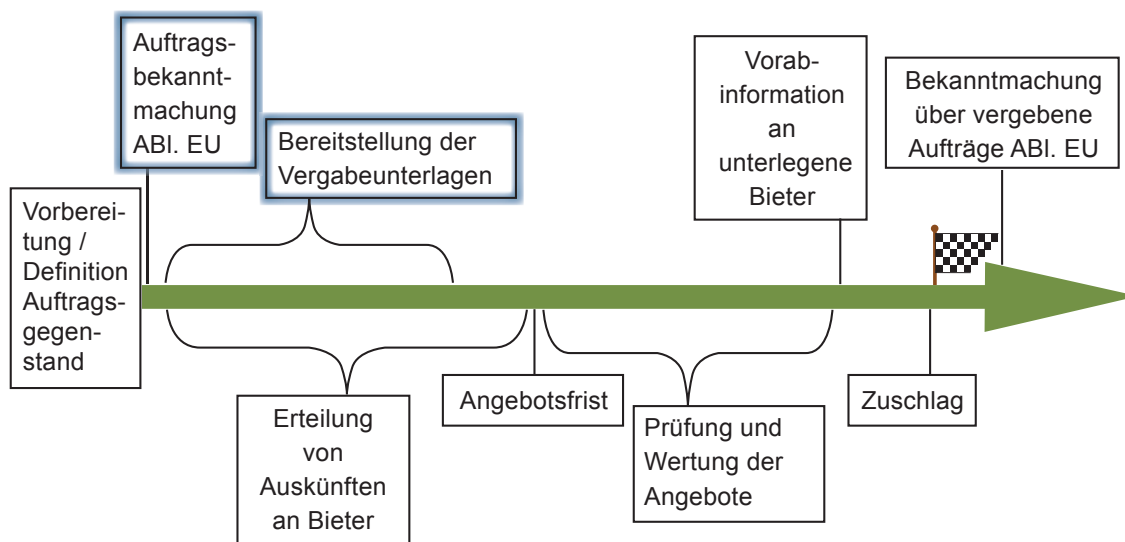 Auftrags-
bekannt-
machung
ABl. EU
Bereitstellung der
Vergabeunterlagen
Vorab-
information
an
unterlegene
Bieter
Bekanntmachung
über vergebene
Aufträge ABl. EU
Vorberei-
tung /
Definition
Auftrags-
gegen-
stand
Erteilung
von
Auskünften
an Bieter
Angebotsfrist
Prüfung und
Wertung der
Angebote
Zuschlag